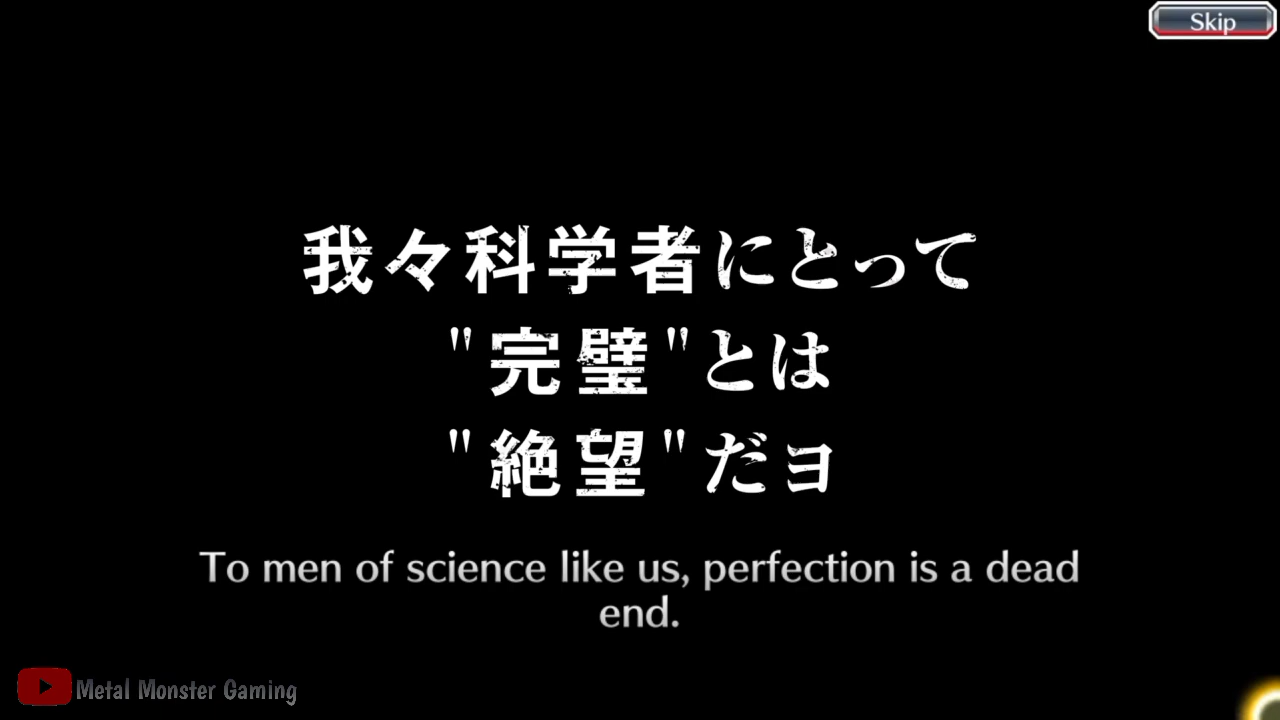 Skip
我々科学者にとって
"完璧"とは
"絶望"だヨ
To men of science like us, perfection is a dead
end.
Metal Monster Gaming